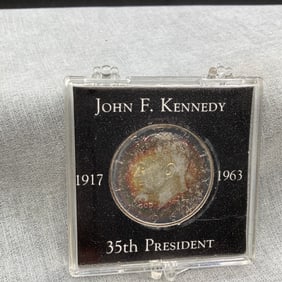 JOHN F. KENNEDY
1917 1963
35th PRESIDENT